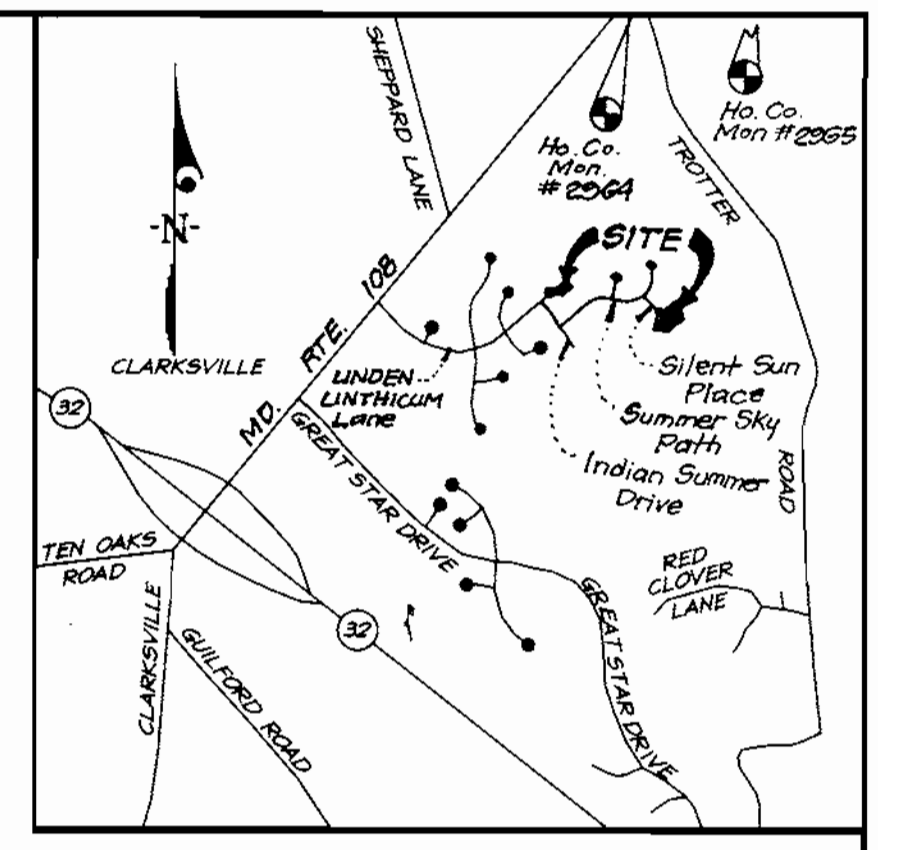 SHEPPARD LANE
Ho. Co.
Mon #29G5
Ho. Co.
Mon.
#29G4
TROTTER
ROAD
-N-
SITE
MD. RTE. 108
CLARKSVILLE
LINDEN
LINTHICUM
Lane
Silent Sun
Place
Summer Sky
Path
Indian Summer
Drive
32
GREAT STAR DRIVE
TEN OAKS
ROAD
RED
CLOVER
LANE
32
CLARKSVILLE
GUILFORD ROAD
GREAT STAR DRIVE